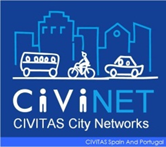 CiViNET
CIVITAS City Networks
CIVITAS Spain And Portugal